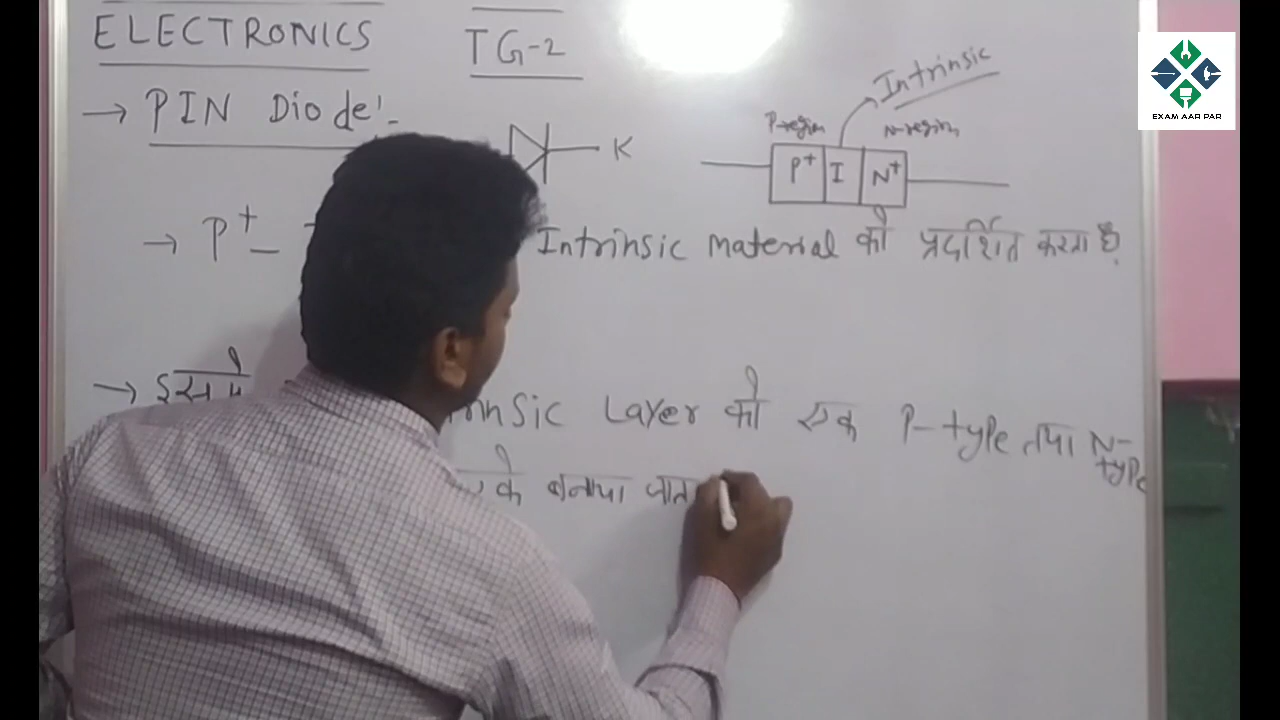 ELECTRONICS
TG-2
→ PIN Diode:-
K
Intrinsic
P-region
N-region
P+ I N+
→ P+ - Intrinsic material को प्रदर्शित करता है
→ इसमे Layer को एक P-type तथा N-type
के बनाया
EXAM AAR PAR